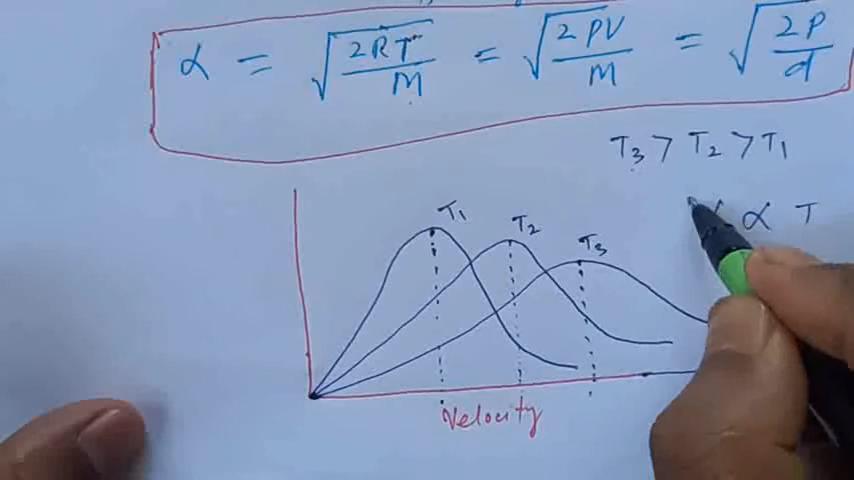 α = √(2RT/M) = √(2PV/M) = √(2P/d)
T₃ > T₂ > T₁
α T
T₁
T₂
T₃
Velocity